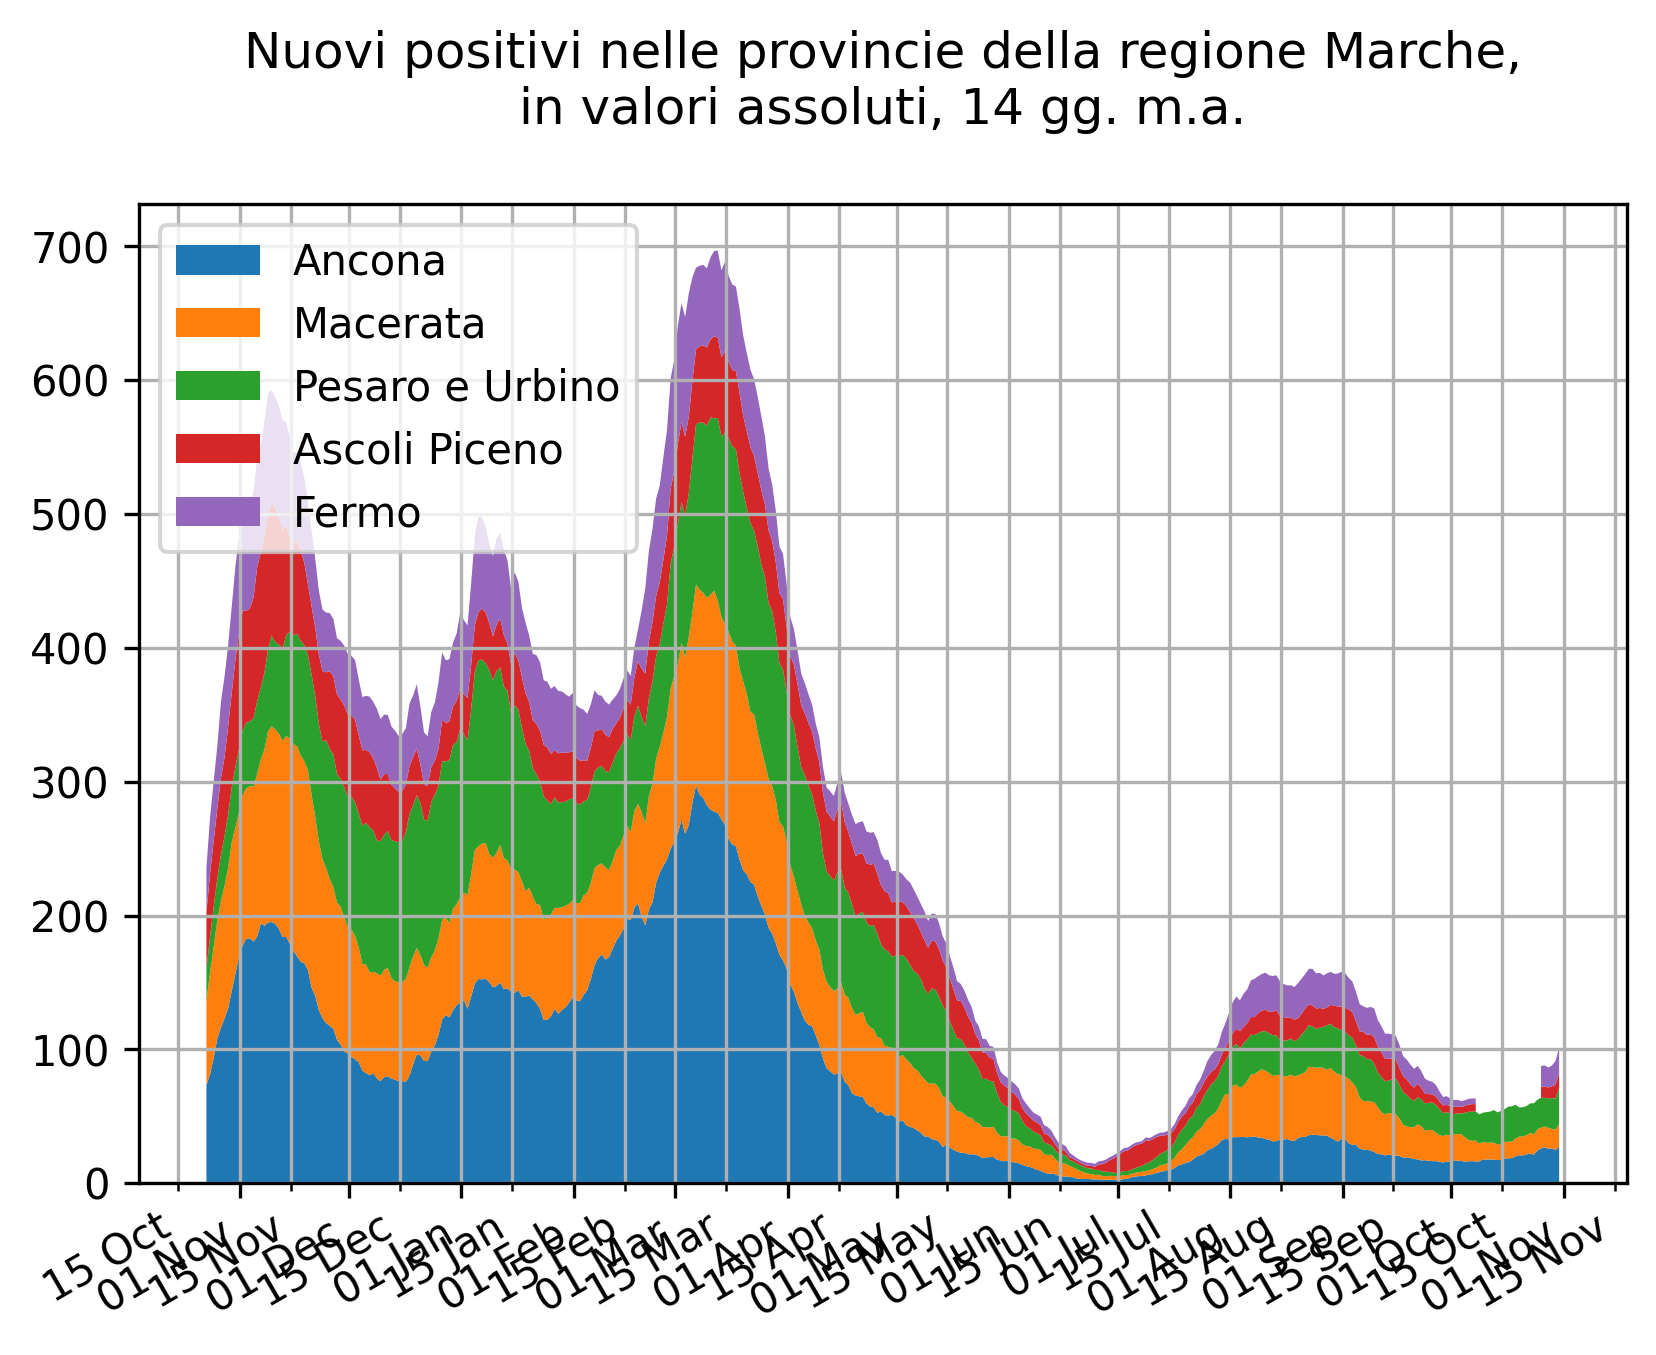 Nuovi positivi nelle provincie della regione Marche,
in valori assoluti, 14 gg. m.a.
700
600
500
400
300
200
100
0
Ancona
Macerata
Pesaro e Urbino
Ascoli Piceno
Fermo
15 Oct
01 Nov
15 Nov
01 Dec
15 Dec
01 Jan
15 Jan
01 Feb
15 Feb
01 Mar
15 Mar
01 Apr
15 Apr
01 May
15 May
01 Jun
15 Jun
01 Jul
15 Jul
01 Aug
15 Aug
01 Sep
15 Sep
01 Oct
15 Oct
01 Nov
15 Nov